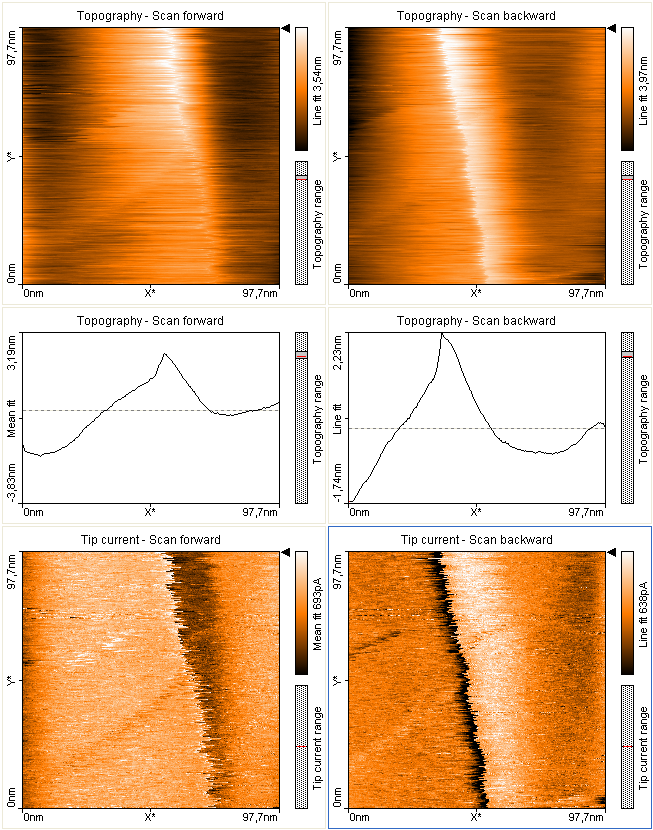 Topography - Scan forward
97,7nm
Y*
0nm
0nm
X*
97,7nm
Line fit 3,54nm
Topography range
Topography - Scan backward
97,7nm
Y*
0nm
0nm
X*
97,7nm
Line fit 3,97nm
Topography range
Topography - Scan forward
3,19nm
Mean fit
-3,83nm
0nm
X*
97,7nm
Topography range
Topography - Scan backward
2,23nm
Line fit
-1,74nm
0nm
X*
97,7nm
Topography range
Tip current - Scan forward
97,7nm
Y*
0nm
0nm
X*
97,7nm
Mean fit 693pA
Tip current range
Tip current - Scan backward
97,7nm
Y*
0nm
0nm
X*
97,7nm
Line fit 638pA
Tip current range